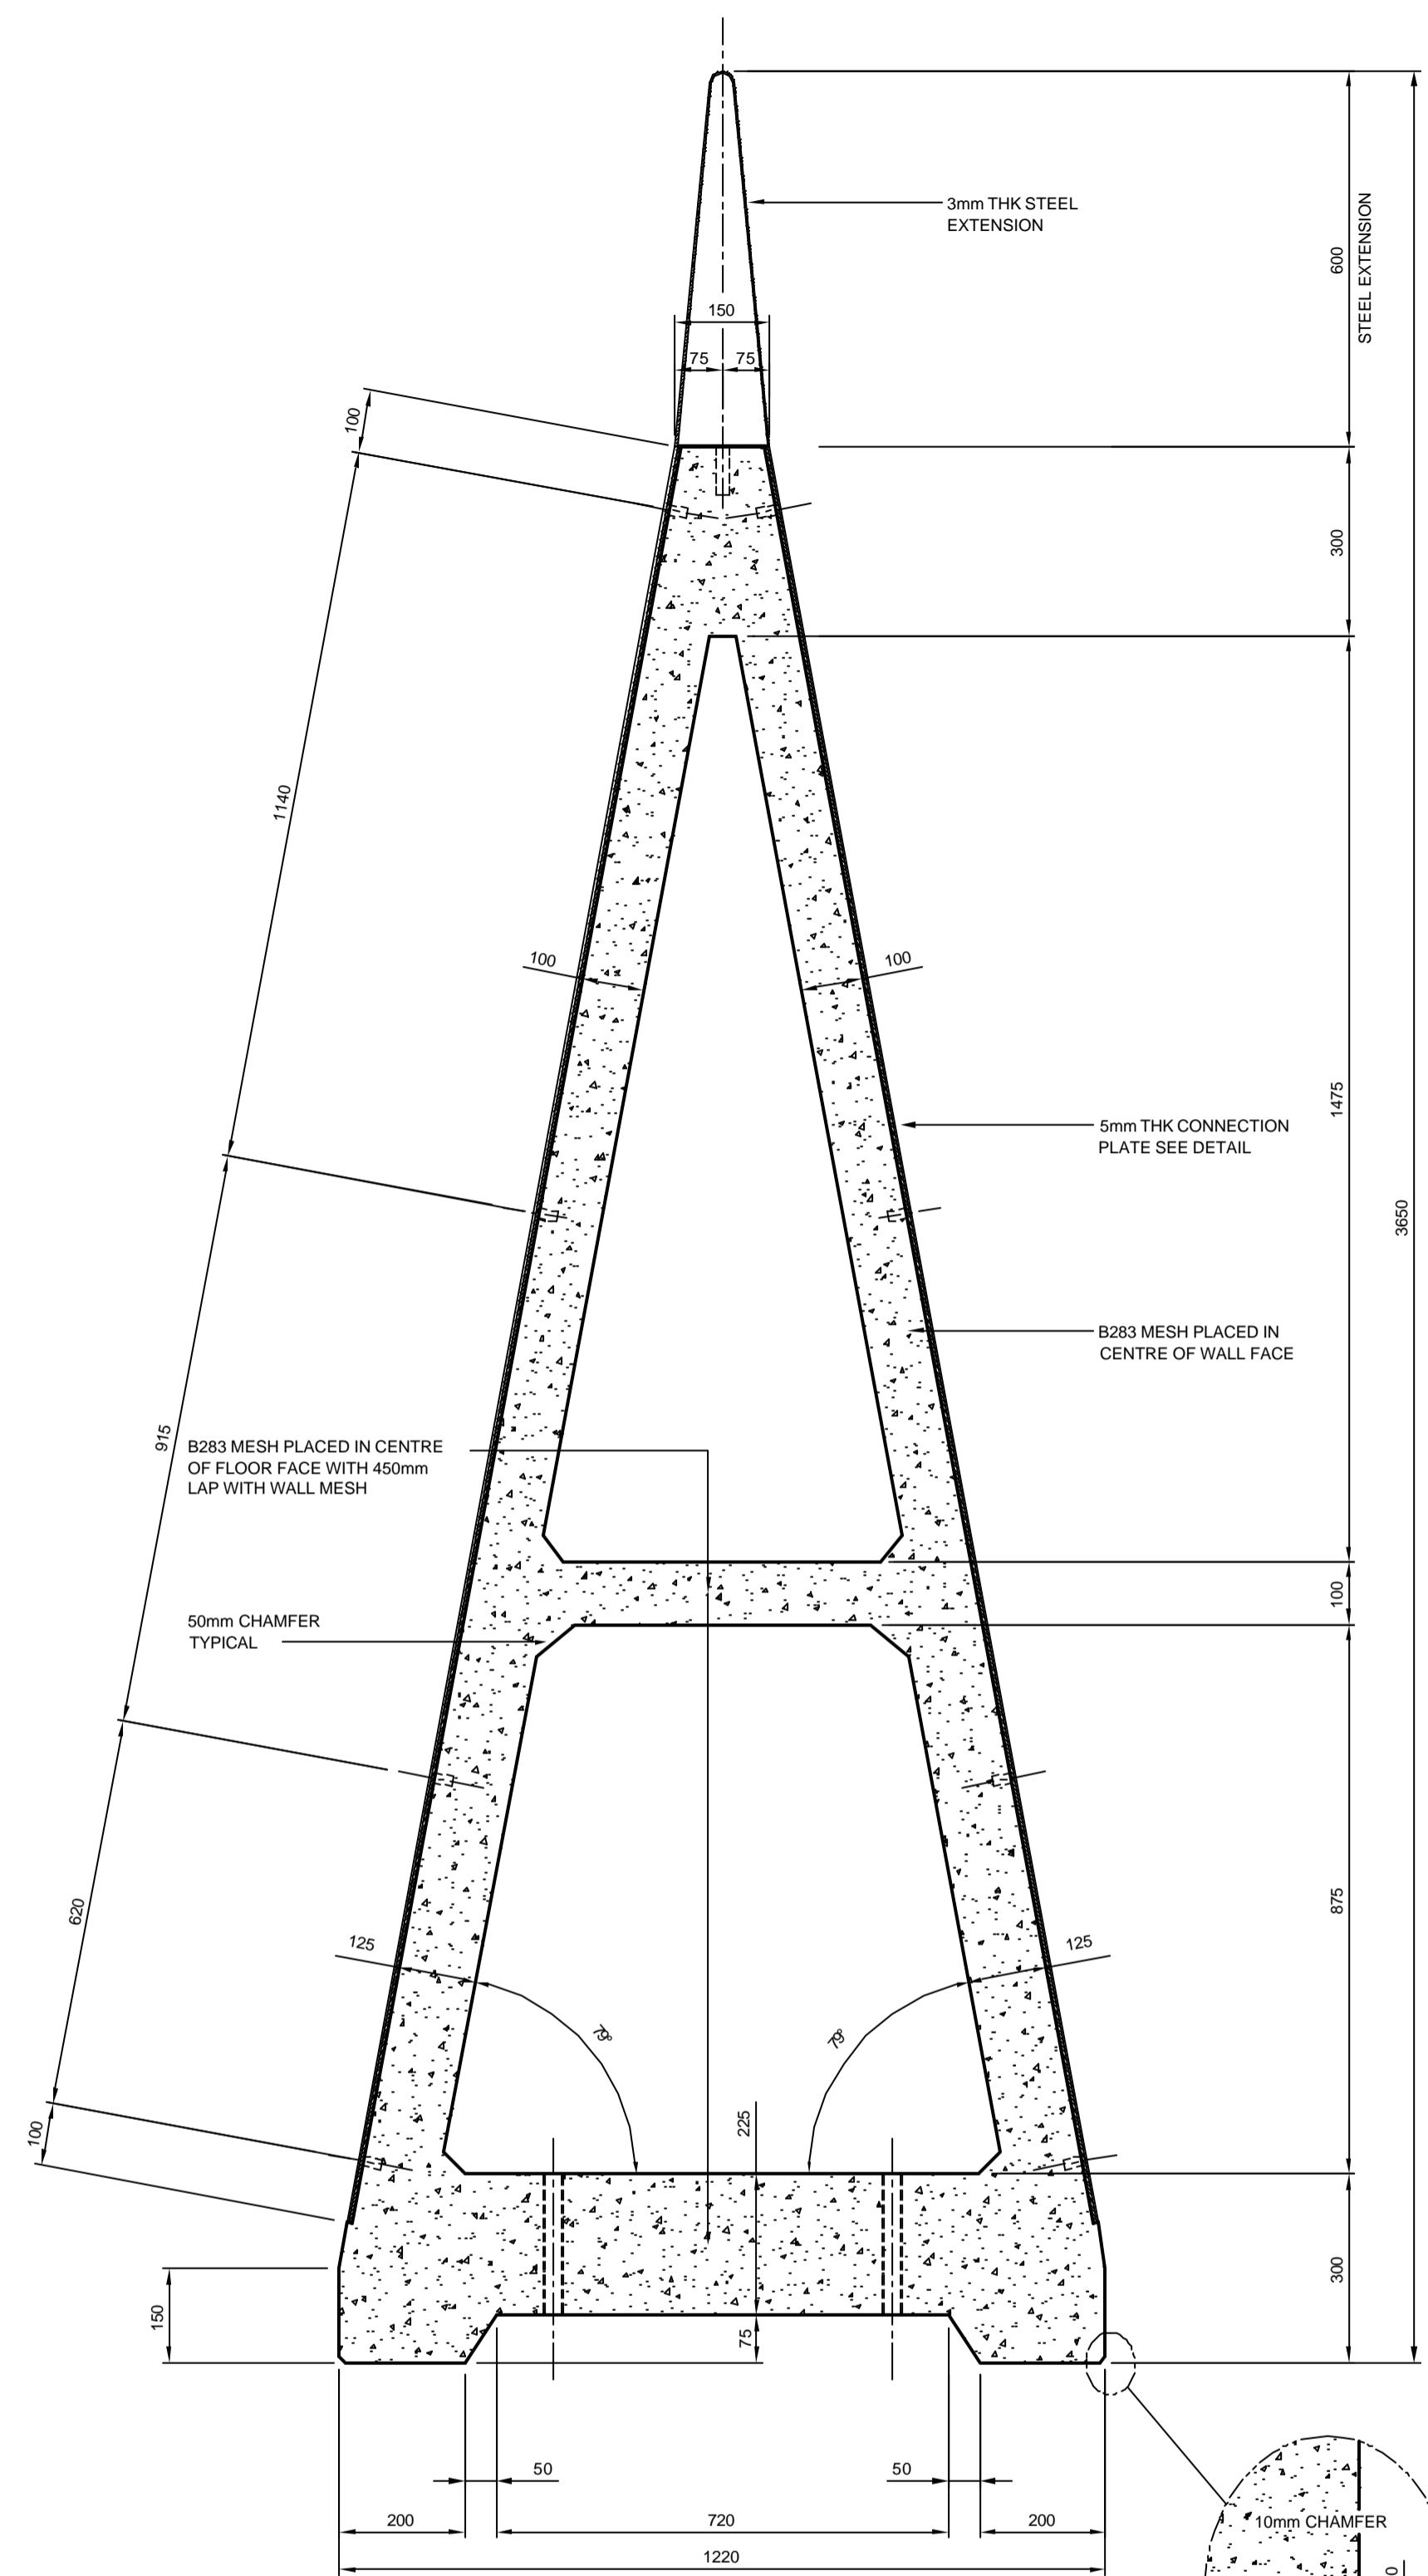 3mm THK STEEL
EXTENSION
600
STEEL EXTENSION
150
75
75
100
300
1140
100
100
1475
5mm THK CONNECTION
PLATE SEE DETAIL
3650
B283 MESH PLACED IN
CENTRE OF WALL FACE
915
B283 MESH PLACED IN CENTRE
OF FLOOR FACE WITH 450mm
LAP WITH WALL MESH
100
50mm CHAMFER
TYPICAL
875
620
125
125
79°
79°
225
100
300
150
75
50
50
200
720
200
10mm CHAMFER
1220